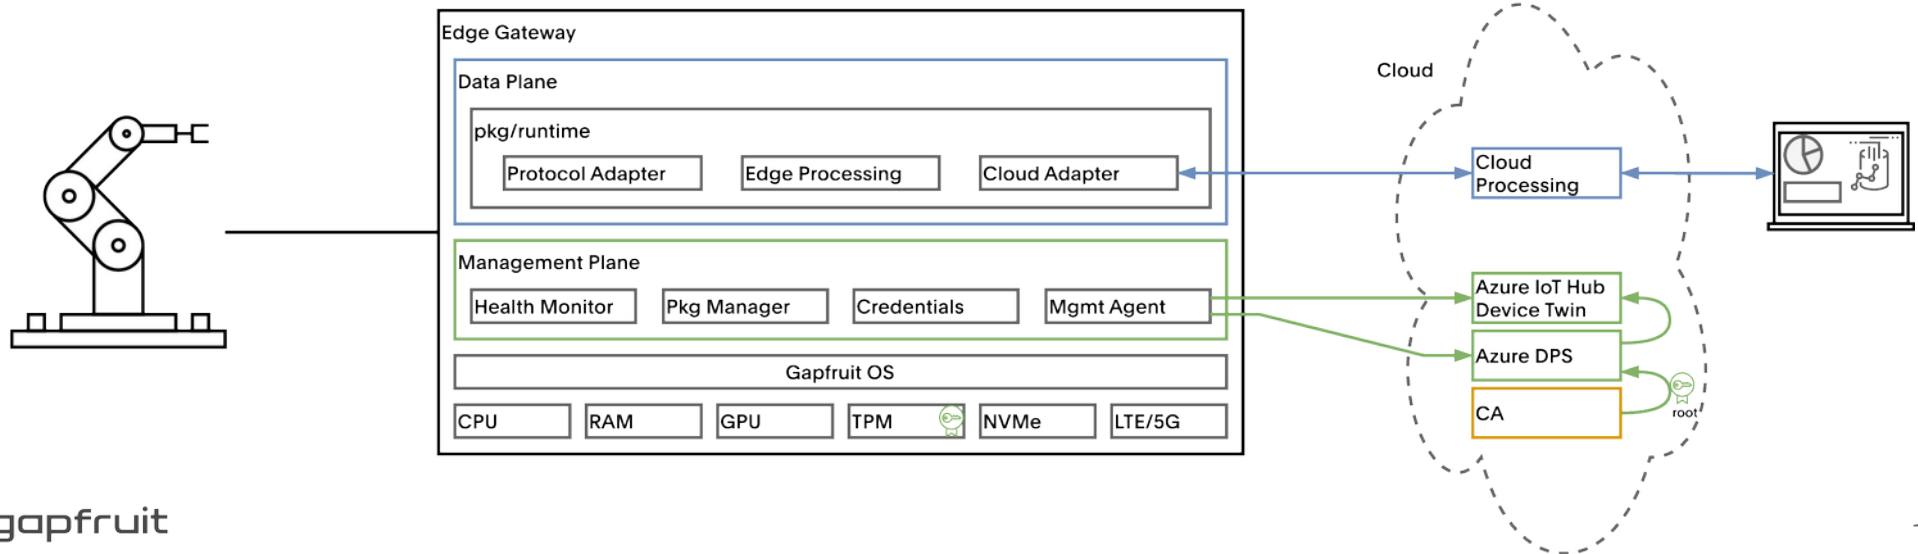 Edge Gateway
Data Plane
pkg/runtime
Protocol Adapter
Edge Processing
Cloud Adapter
Management Plane
Health Monitor
Pkg Manager
Credentials
Mgmt Agent
Gapfruit OS
CPU
RAM
GPU
TPM
NVMe
LTE/5G
Cloud
Cloud
Processing
Azure IoT Hub
Device Twin
Azure DPS
CA
root
gapfruit